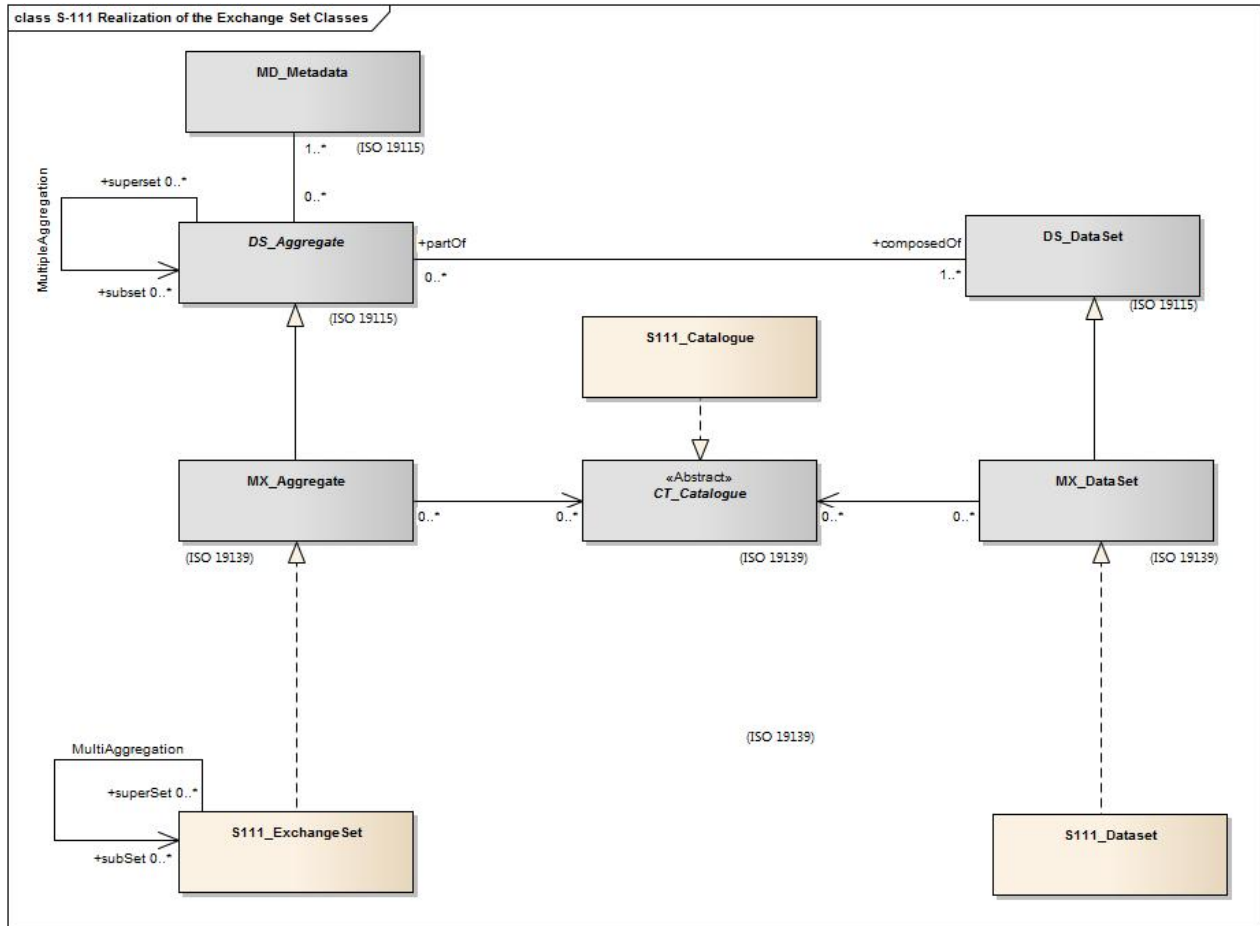 class S-111 Realization of the Exchange Set Classes
MD_Metadata
1..*
(ISO 19115)
MultipleAggregation
+superset 0..*
0..*
DS_Aggregate
+subset 0..*
(ISO 19115)
+partOf
0..*
+composedOf
1..*
DS_DataSet
(ISO 19115)
S111_Catalogue
MX_Aggregate
(ISO 19139)
0..*
0..*
«Abstract»
CT_Catalogue
(ISO 19139)
0..*
0..*
MX_DataSet
(ISO 19139)
(ISO 19139)
MultiAggregation
+superSet 0..*
+subSet 0..*
S111_ExchangeSet
S111_Dataset